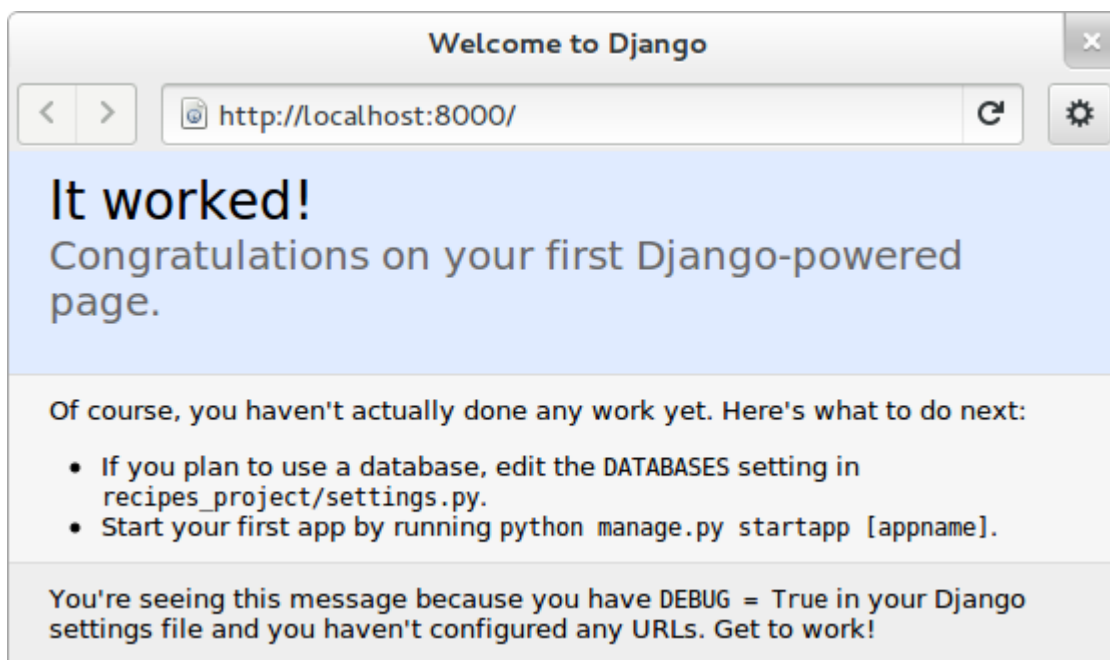 Welcome to Django
http://localhost:8000/
It worked!
Congratulations on your first Django-powered
page.
Of course, you haven't actually done any work yet. Here's what to do next:
• If you plan to use a database, edit the DATABASES setting in
recipes_project/settings.py.
• Start your first app by running python manage.py startapp [appname].
You're seeing this message because you have DEBUG = True in your Django
settings file and you haven't configured any URLs. Get to work!